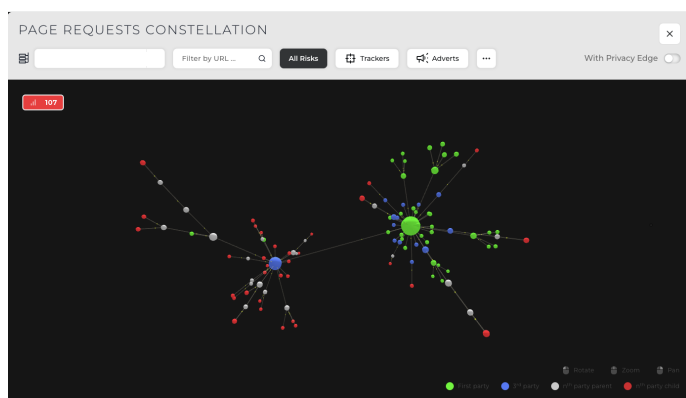 PAGE REQUESTS CONSTELLATION
Filter by URL ... All Risks Trackers Adverts ... With Privacy Edge
107
Rotate Zoom Pan
First party 3rd party nth party parent nth party child